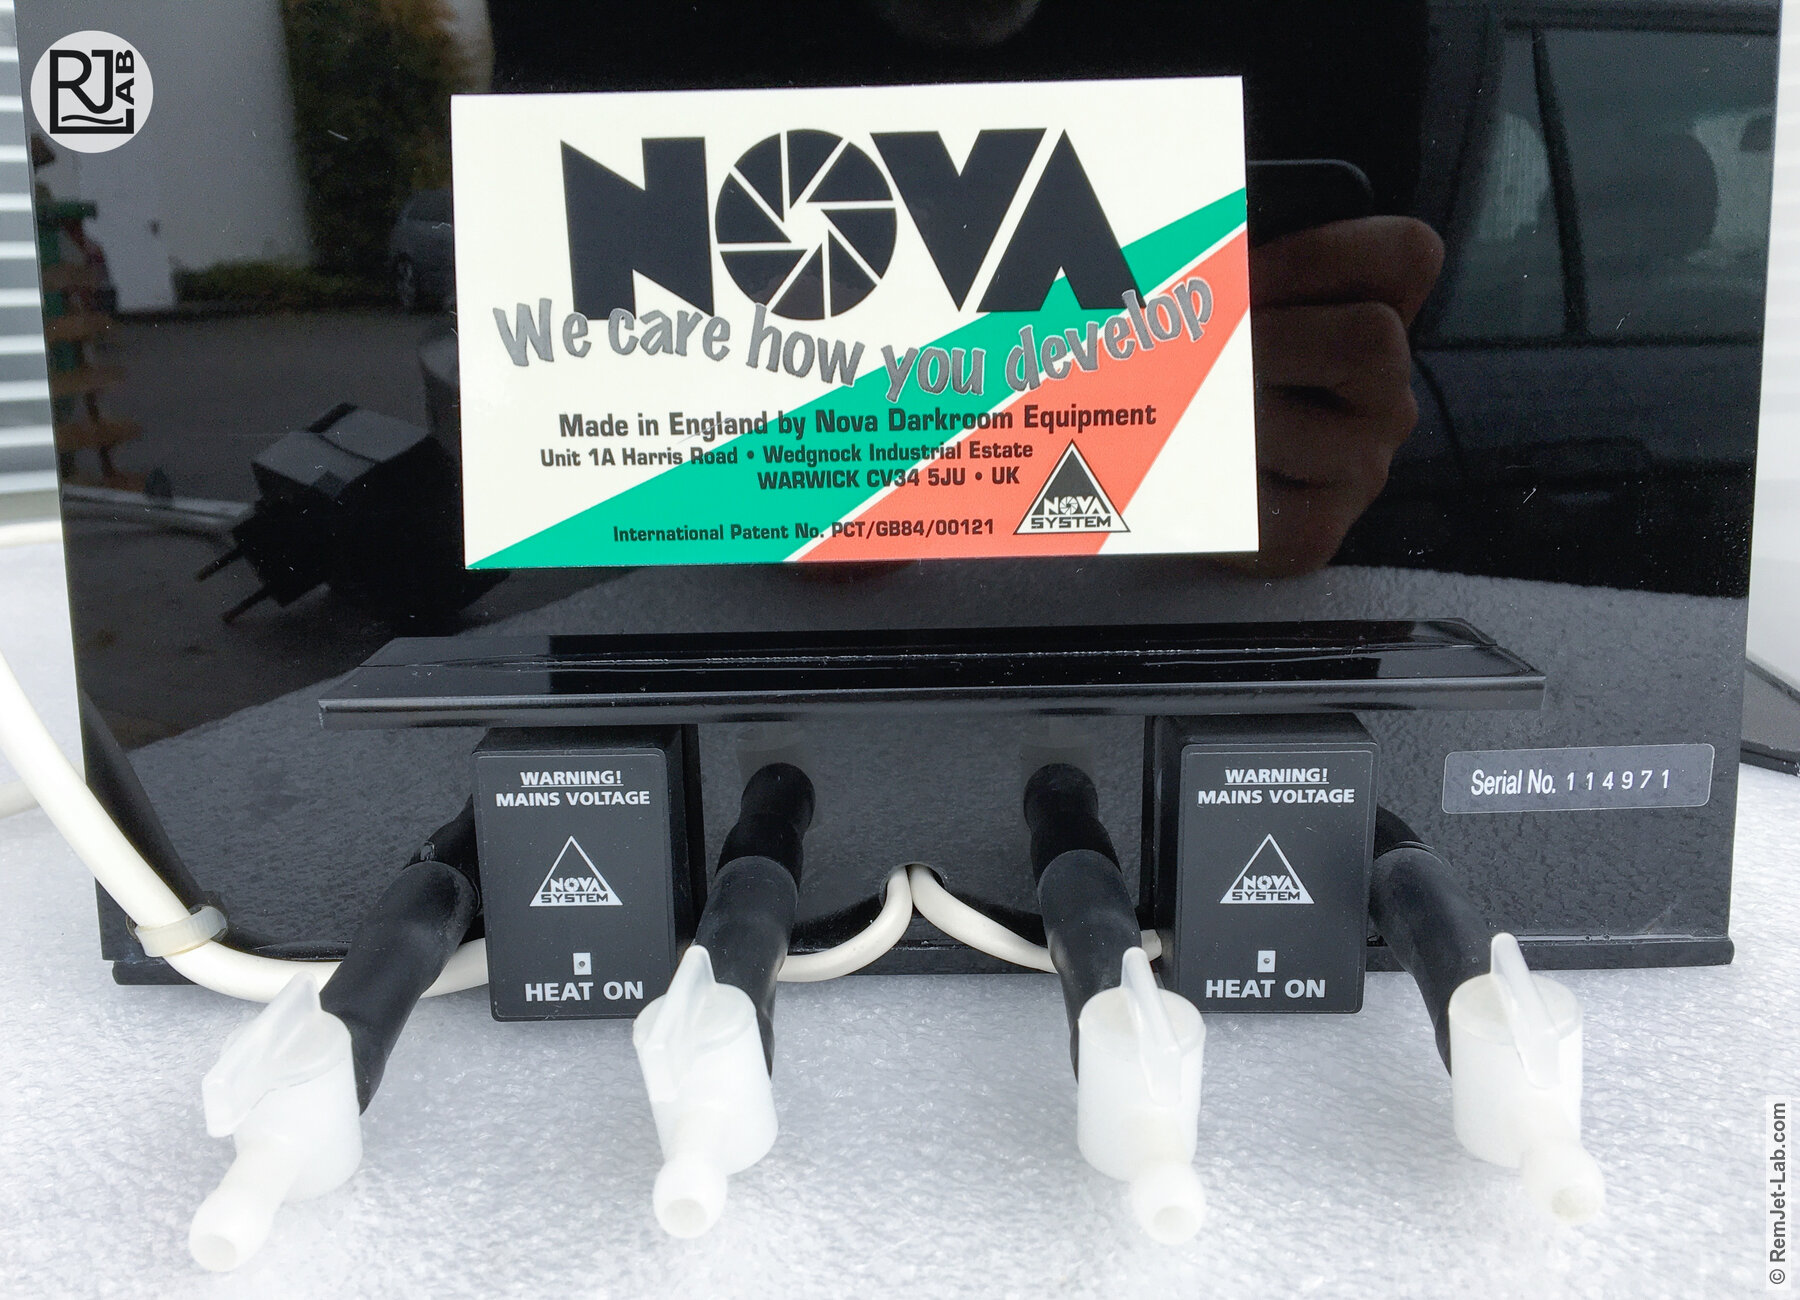 RJ LAB
NOVA
We care how you develop
Made in England by Nova Darkroom Equipment
Unit 1A Harris Road • Wedgnock Industrial Estate
WARWICK CV34 5JU • UK
NOVA
SYSTEM
International Patent No. PCT/GB84/00121
WARNING!
MAINS VOLTAGE
NOVA
SYSTEM
HEAT ON
WARNING!
MAINS VOLTAGE
NOVA
SYSTEM
HEAT ON
Serial No. 114971
© RemJet-Lab.com